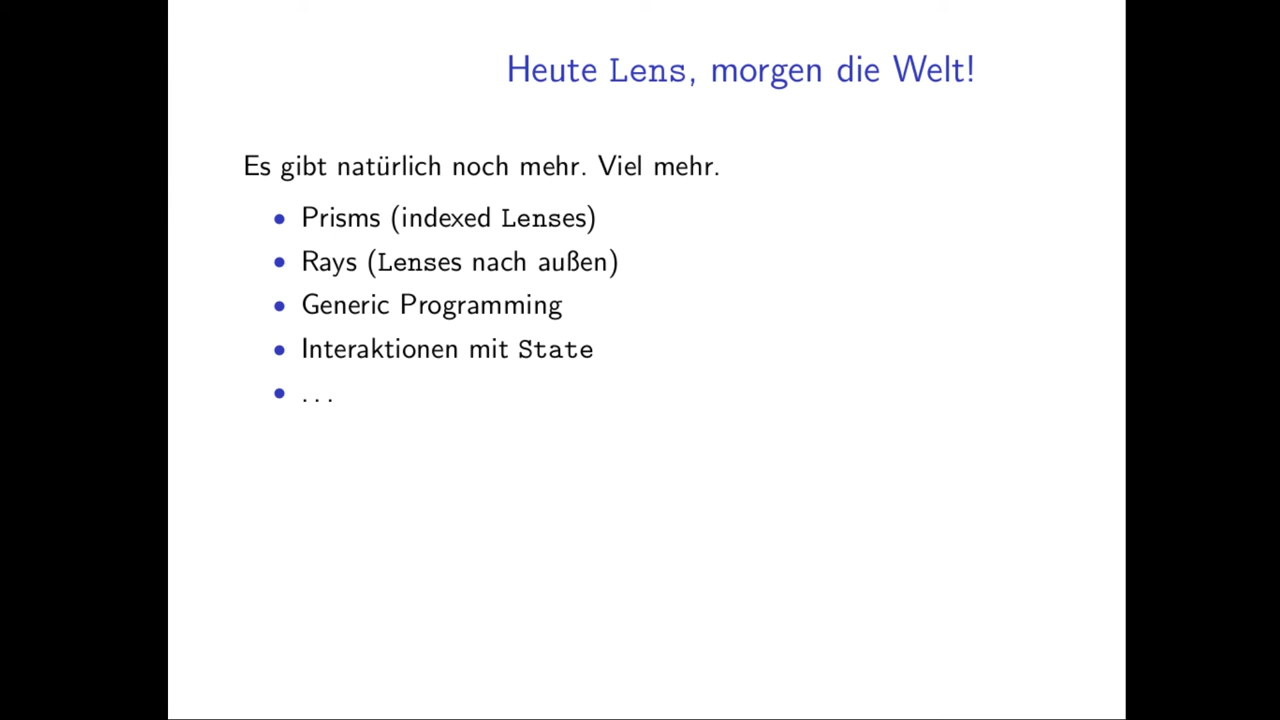 Heute Lens, morgen die Welt!
Es gibt natürlich noch mehr. Viel mehr.
• Prisms (indexed Lenses)
• Rays (Lenses nach außen)
• Generic Programming
• Interaktionen mit State
• ...